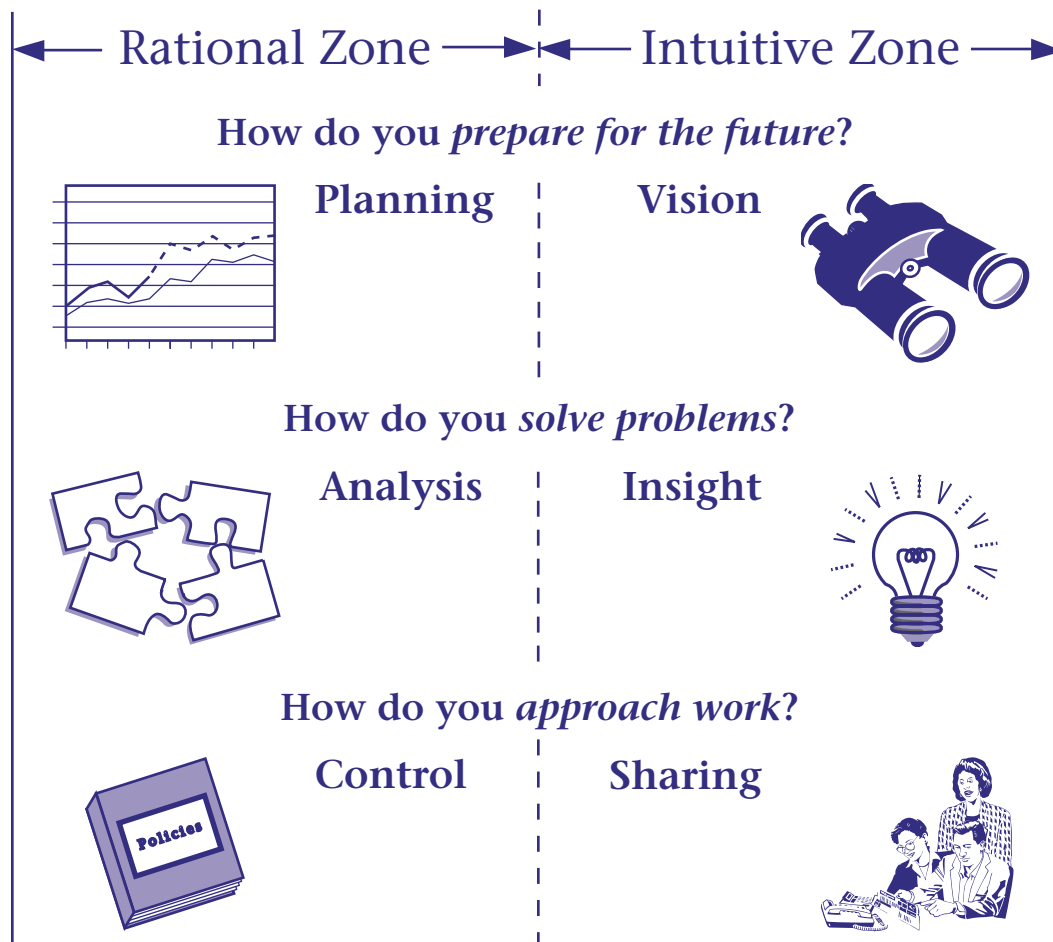 Rational Zone Intuitive Zone
How do you prepare for the future?
Planning Vision
How do you solve problems?
Analysis Insight
How do you approach work?
Control Sharing
Policies